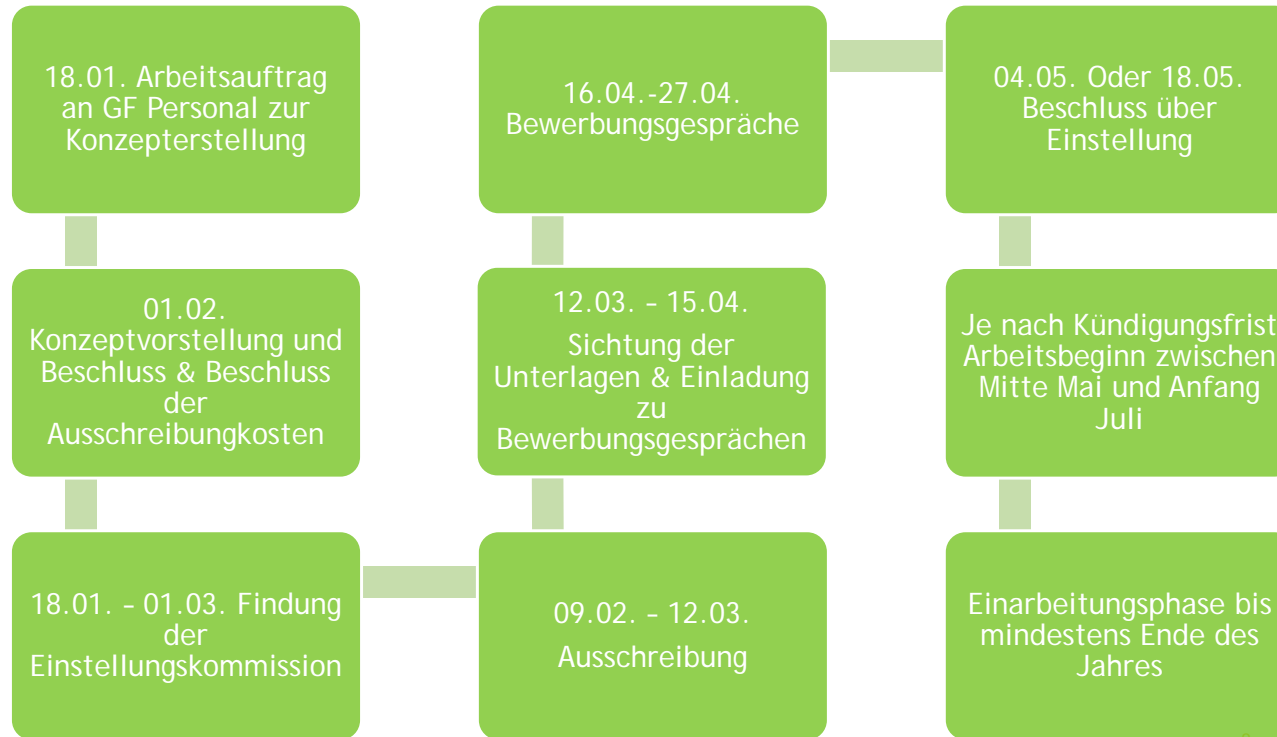 18.01. Arbeitsauftrag
an GF Personal zur
Konzepterstellung
01.02.
Konzeptvorstellung und
Beschluss & Beschluss
der
Ausschreibungkosten
18.01. – 01.03. Findung
der
Einstellungskommission
09.02. – 12.03.
Ausschreibung
12.03. – 15.04.
Sichtung der
Unterlagen & Einladung
zu
Bewerbungsgesprächen
16.04.-27.04.
Bewerbungsgespräche
04.05. Oder 18.05.
Beschluss über
Einstellung
Je nach Kündigungsfrist
Arbeitsbeginn zwischen
Mitte Mai und Anfang
Juli
Einarbeitungsphase bis
mindestens Ende des
Jahres